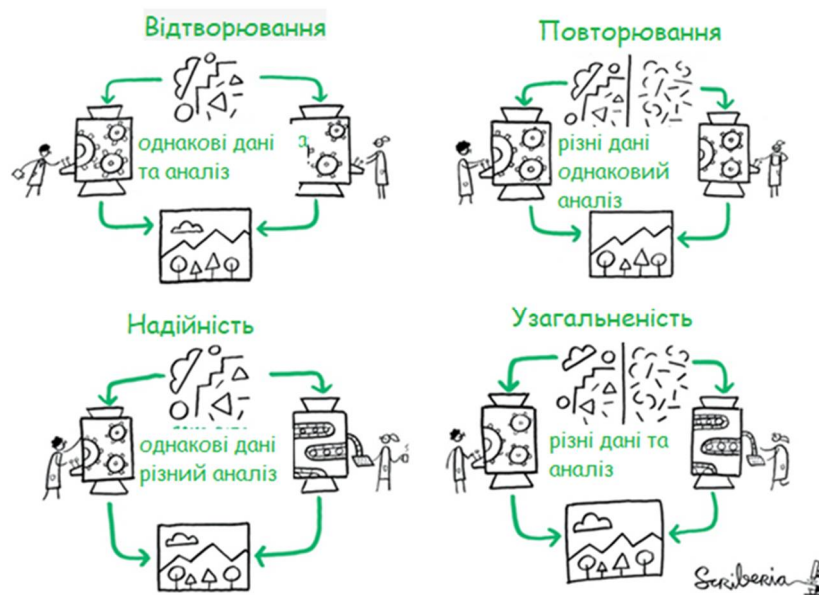 Відтворювання
однакові дані
та аналіз
Повторювання
різні дані
однаковий
аналіз
Надійність
однакові дані
різний аналіз
Узагальненість
різні дані та
аналіз
Scriberia